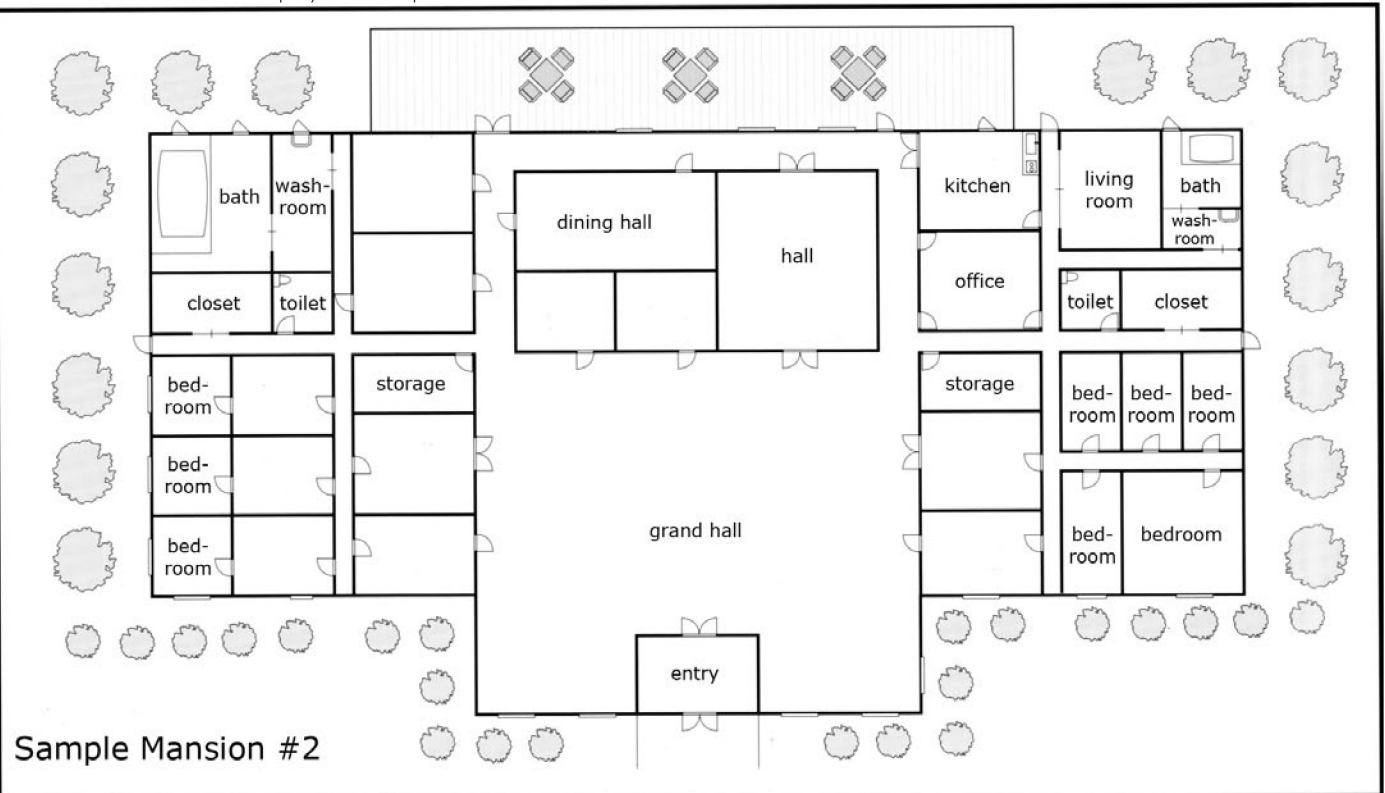 bath
wash-
room
kitchen
living
room
bath
wash-
room
dining hall
hall
office
closet
toilet
toilet
closet
bed-
room
storage
storage
bed-
room
bed-
room
bed-
room
bed-
room
grand hall
bed-
room
bed-
room
bedroom
entry
Sample Mansion #2